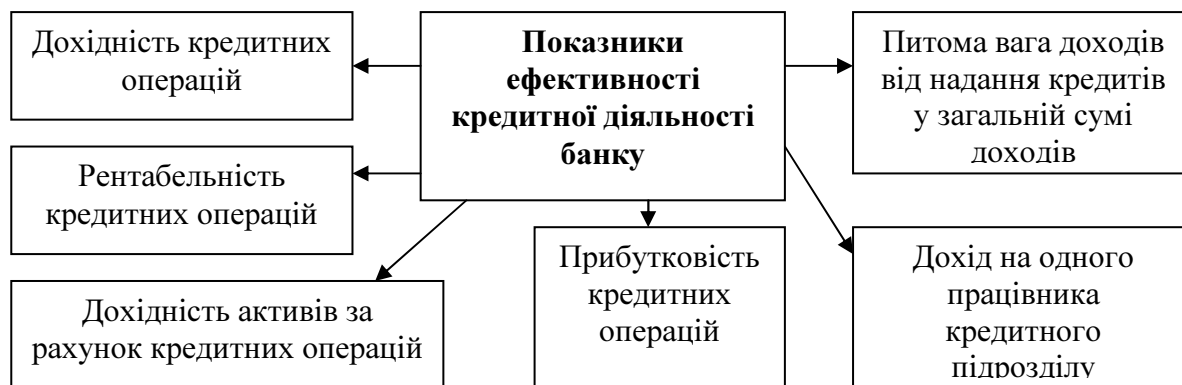 Дохідність кредитних
операцій
Показники
ефективності
кредитної діяльності
банку
Питома вага доходів
від надання кредитів
у загальній сумі
доходів
Рентабельність
кредитних операцій
Дохідність активів за
рахунок кредитних операцій
Прибутковість
кредитних
операцій
Дохід на одного
працівника
кредитного
підрозділу